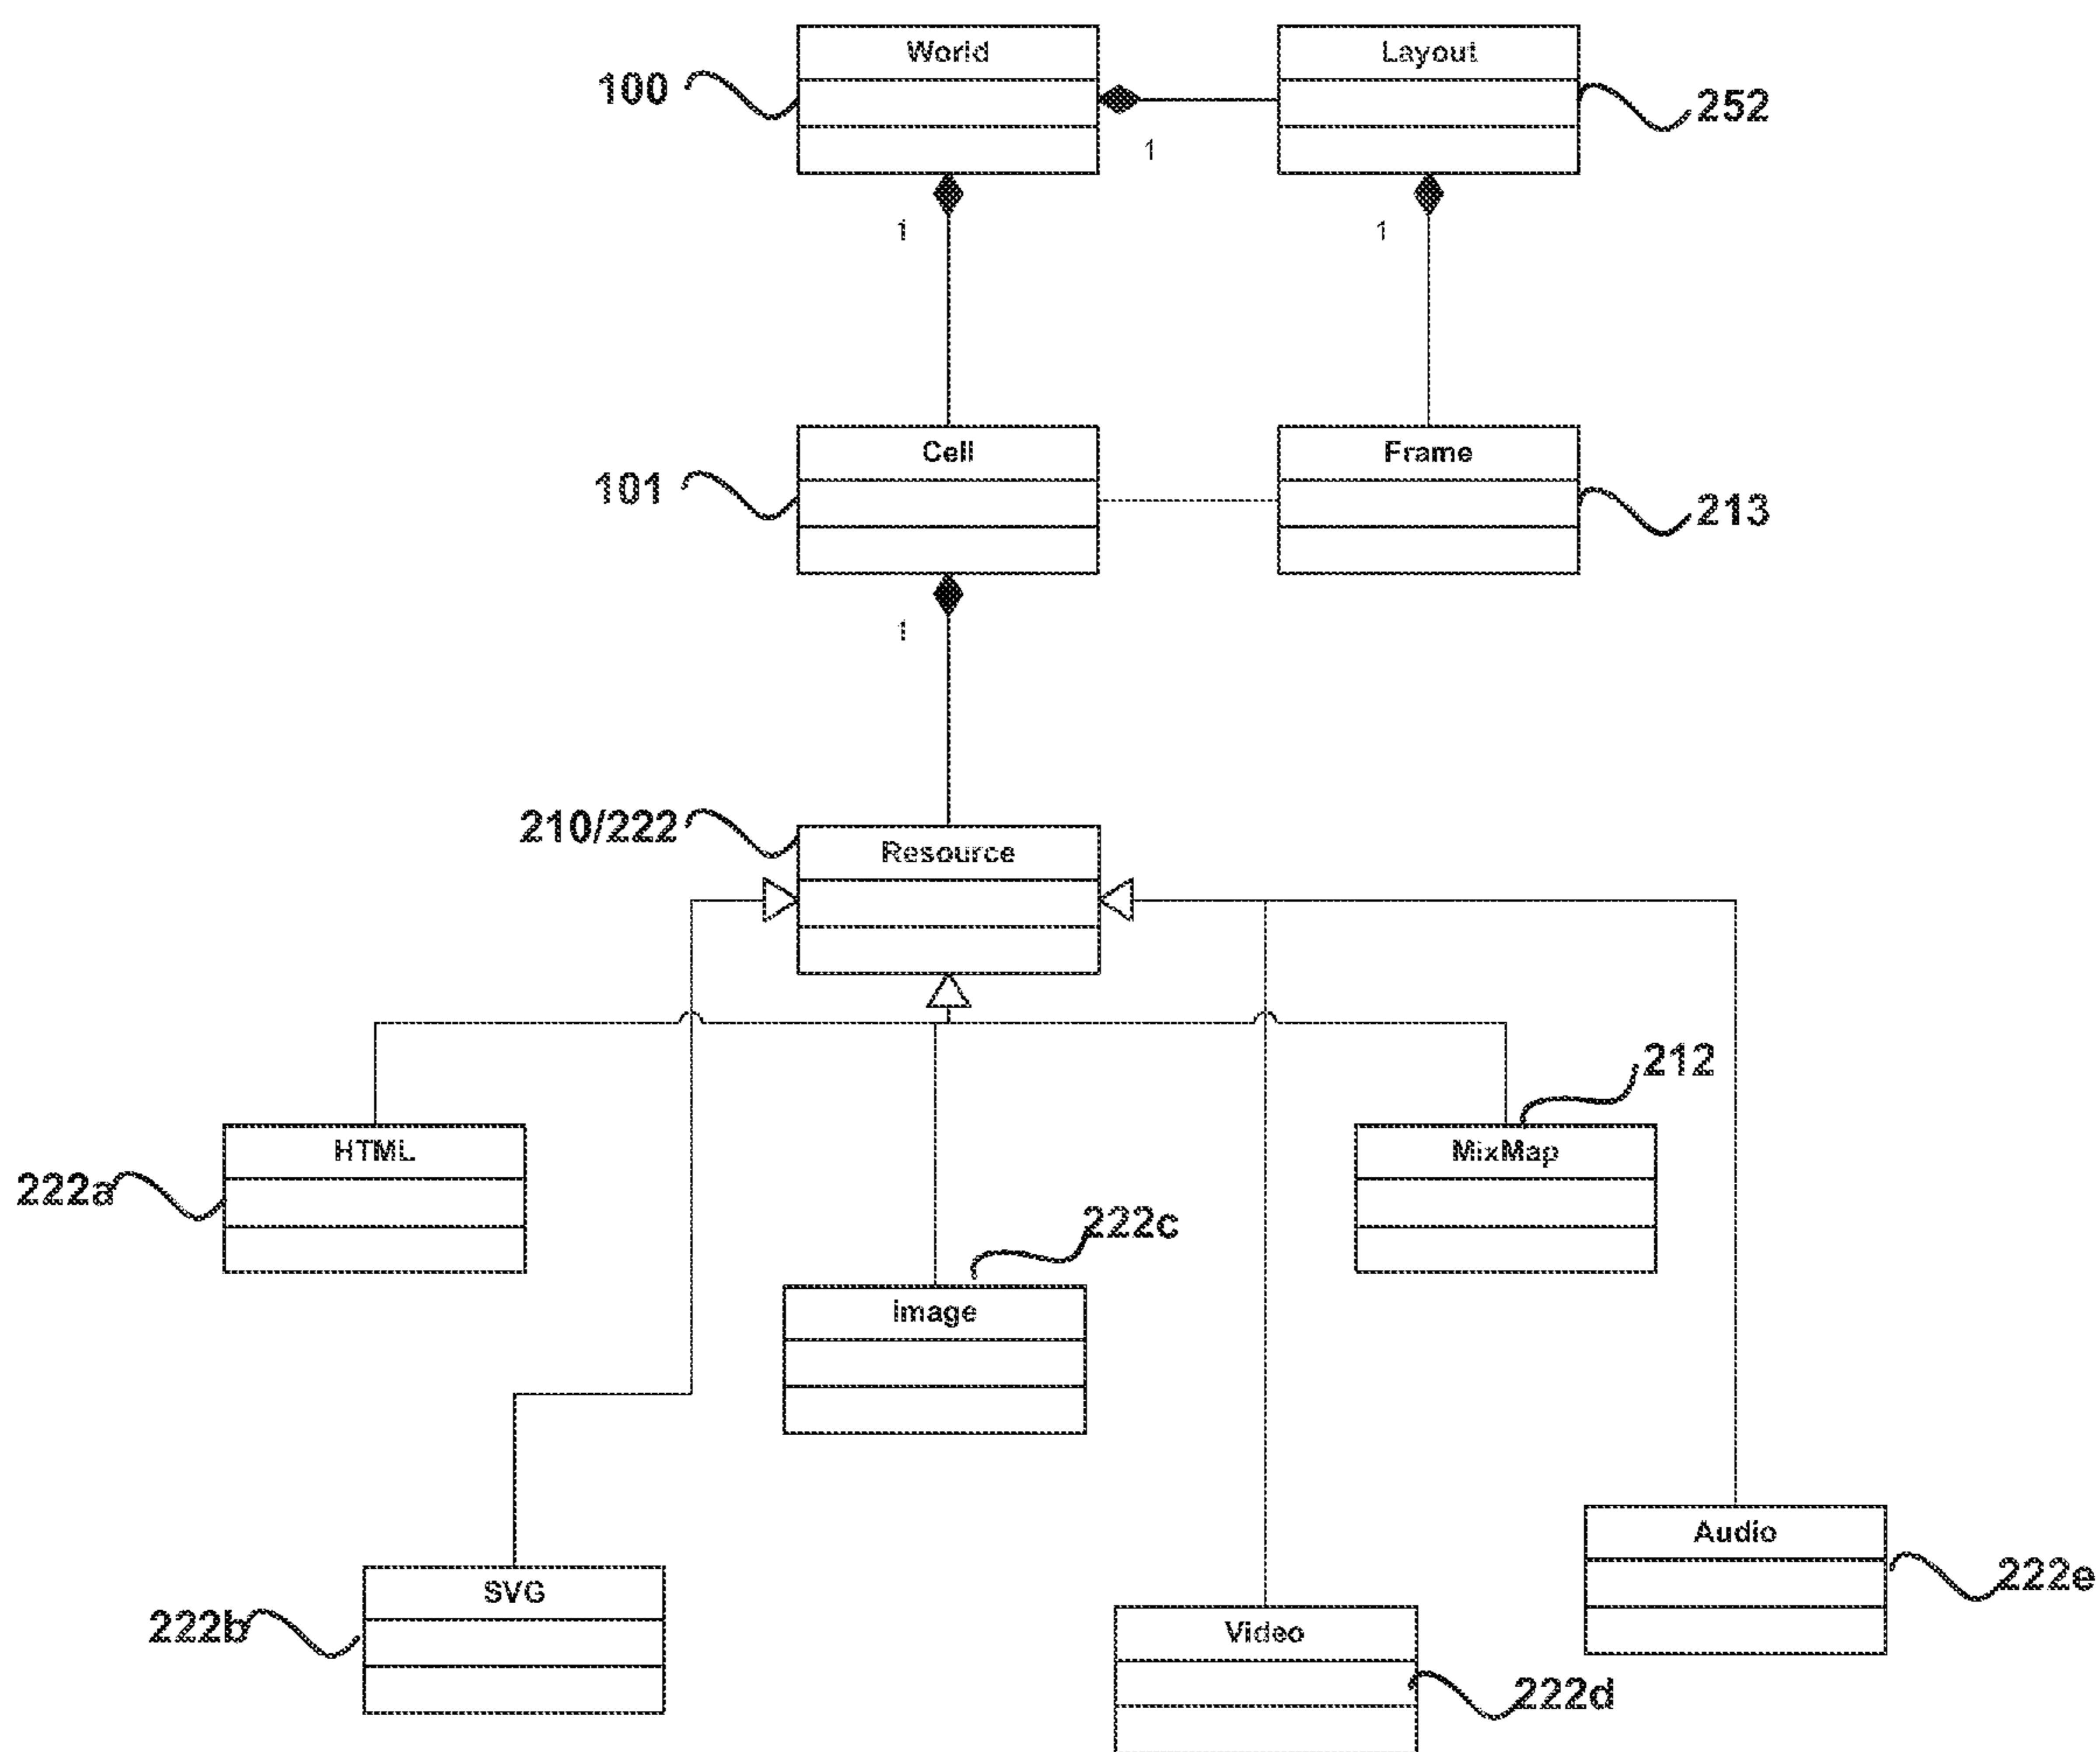 World
Layout
100
252
1
1
1
Cell
Frame
101
213
1
210/222
Resource
212
HTML
MixMap
222a
222c
image
Audio
222e
SVG
222b
Video
222d